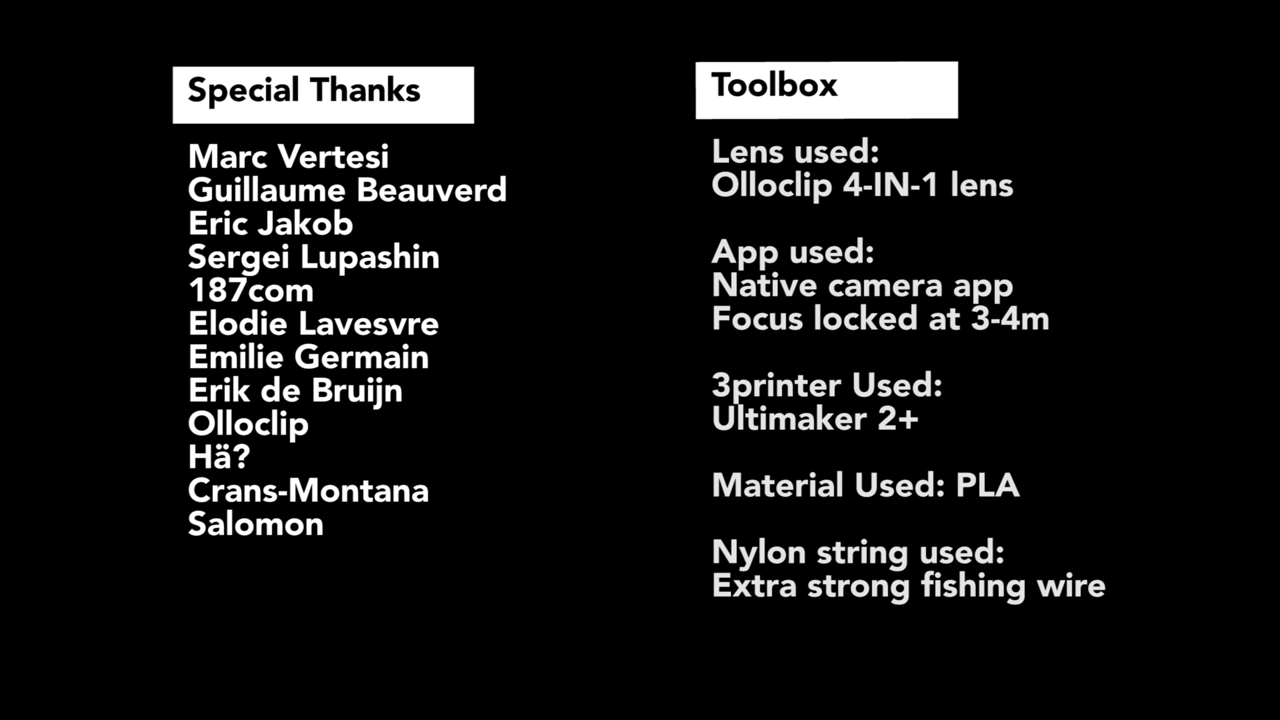 Special Thanks
Marc Vertesi
Guillaume Beauverd
Eric Jakob
Sergei Lupashin
187com
Elodie Lavesvre
Emilie Germain
Erik de Bruijn
Olloclip
Hä?
Crans-Montana
Salomon
Toolbox
Lens used:
Olloclip 4-IN-1 lens
App used:
Native camera app
Focus locked at 3-4m
3printer Used:
Ultimaker 2+
Material Used: PLA
Nylon string used:
Extra strong fishing wire